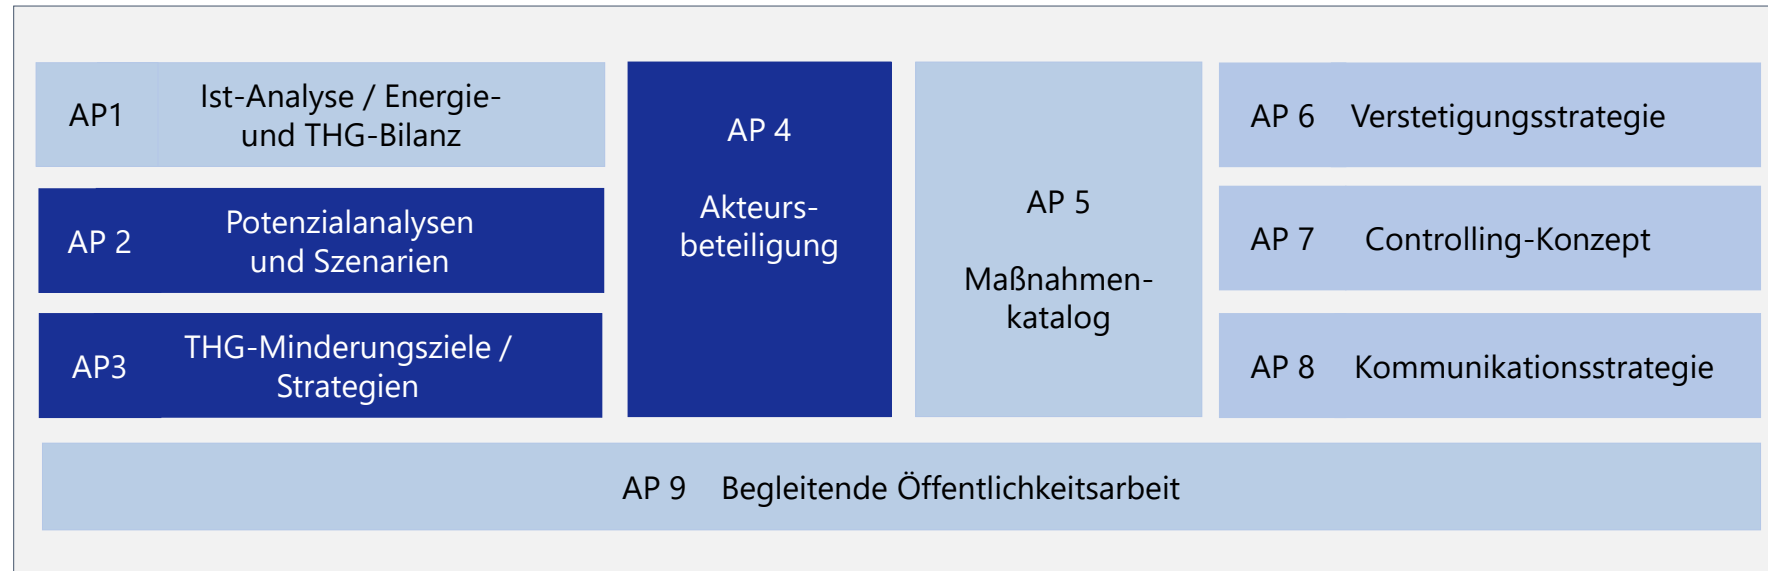 AP1
Ist-Analyse / Energie-
und THG-Bilanz
AP 2
Potenzialanalysen
und Szenarien
AP3
THG-Minderungsziele /
Strategien
AP 4
Akteurs-
beteiligung
AP 5
Maßnahmen-
katalog
AP 6 Verstetigungsstrategie
AP 7 Controlling-Konzept
AP 8 Kommunikationsstrategie
AP 9 Begleitende Öffentlichkeitsarbeit